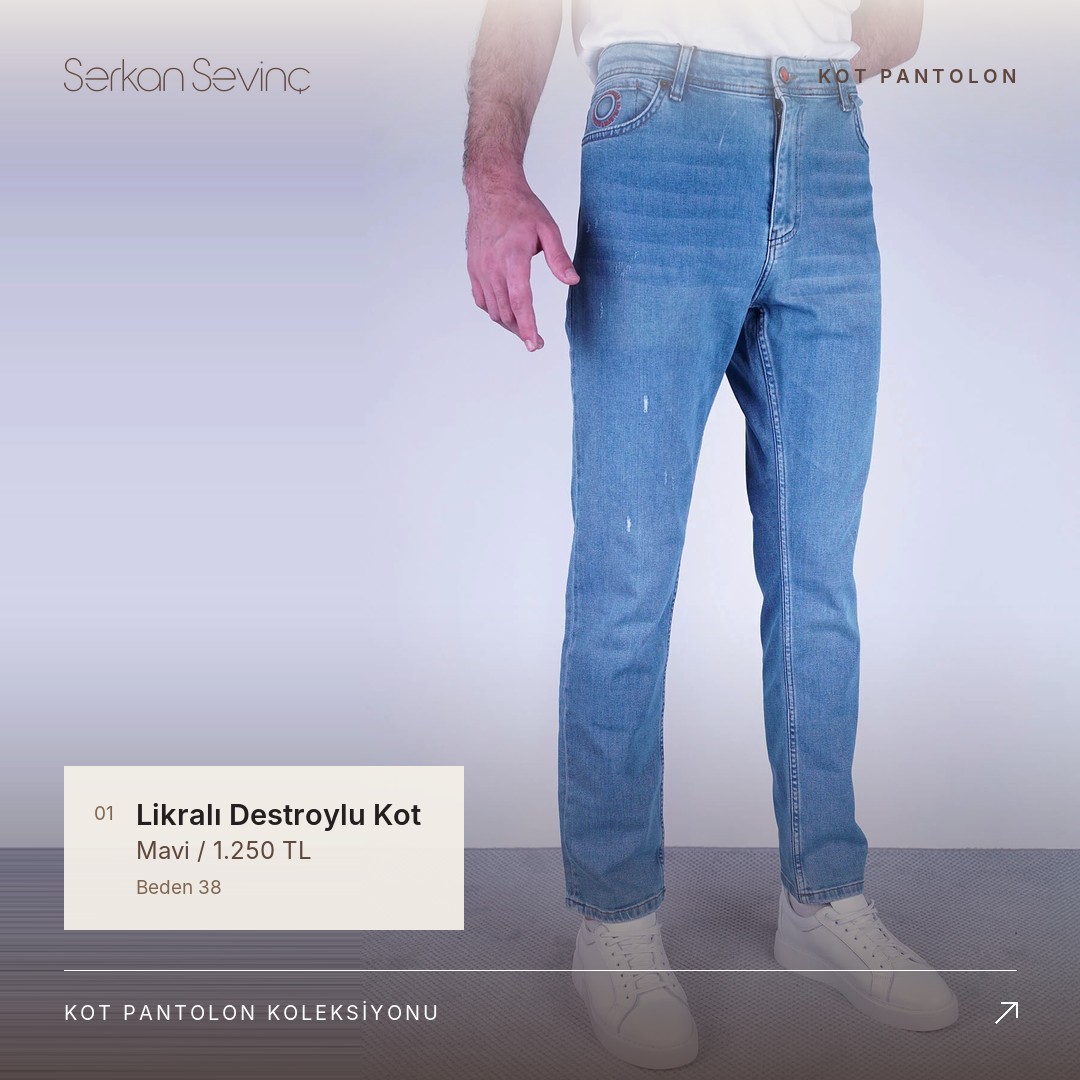 Serkan Sevinç
KOT PANTOLON
01 Likralı Destroylu Kot
Mavi / 1.250 TL
Beden 38
KOT PANTOLON KOLEKSİYONU